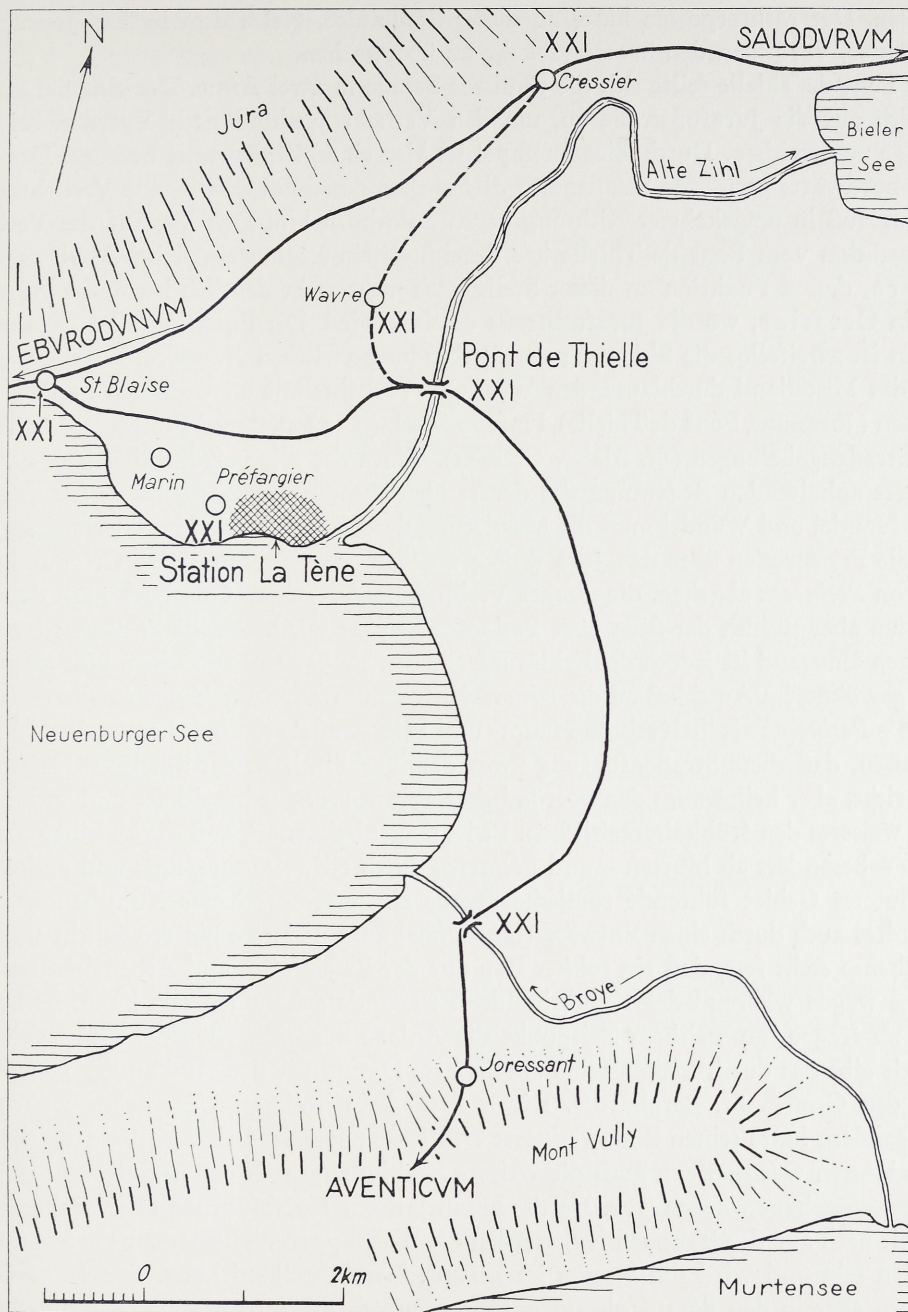 N
XXI
SALODVRVM
Cressier
Jura
Bieler
See
Alte Zihl
Wavre
XXI
EBVRODVNVM
Pont de Thielle
XXI
St. Blaise
XXI
Marin
Préfargier
XXI
Station La Tène
Neuenburger See
XXI
Broye
Joressant
Mont Vully
AVENTICVM
0
2km
Murtensee